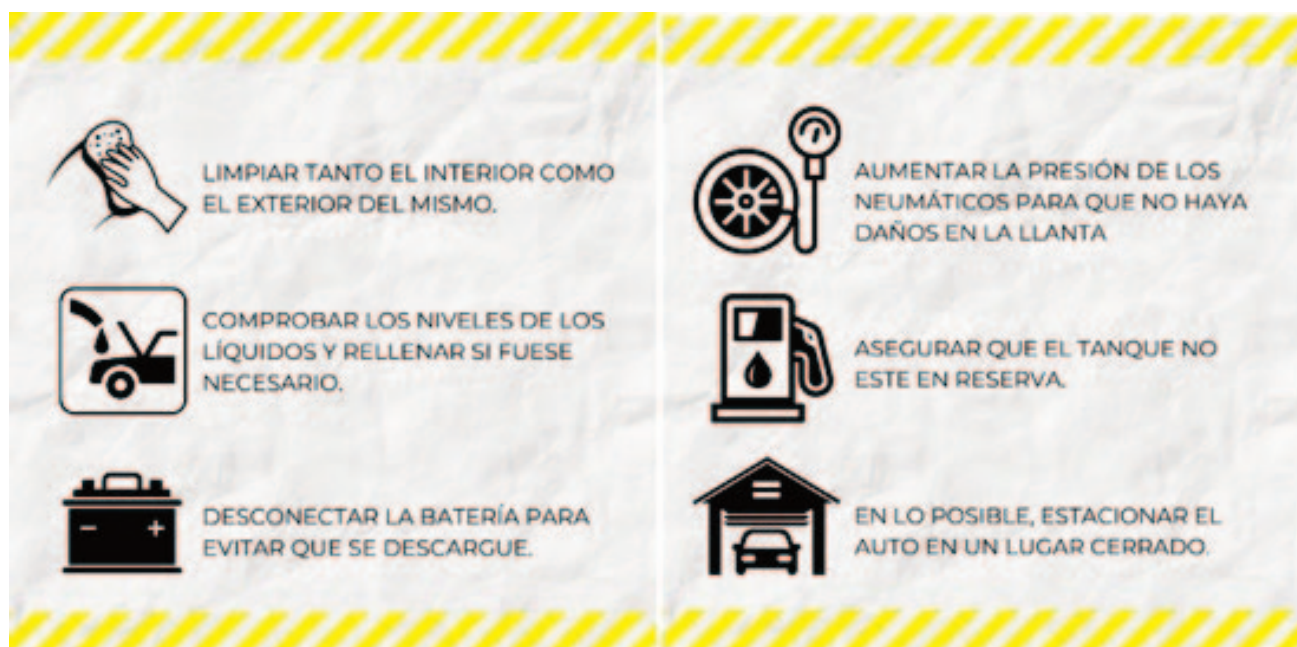 LIMPIAR TANTO EL INTERIOR COMO
EL EXTERIOR DEL MISMO.
COMPROBAR LOS NIVELES DE LOS
LÍQUIDOS Y RELLENAR SI FUESE
NECESARIO.
DESCONECTAR LA BATERÍA PARA
EVITAR QUE SE DESCARGUE.
AUMENTAR LA PRESIÓN DE LOS
NEUMÁTICOS PARA QUE NO HAYA
DAÑOS EN LA LLANTA
ASEGURAR QUE EL TANQUE NO
ESTE EN RESERVA.
EN LO POSIBLE, ESTACIONAR EL
AUTO EN UN LUGAR CERRADO.